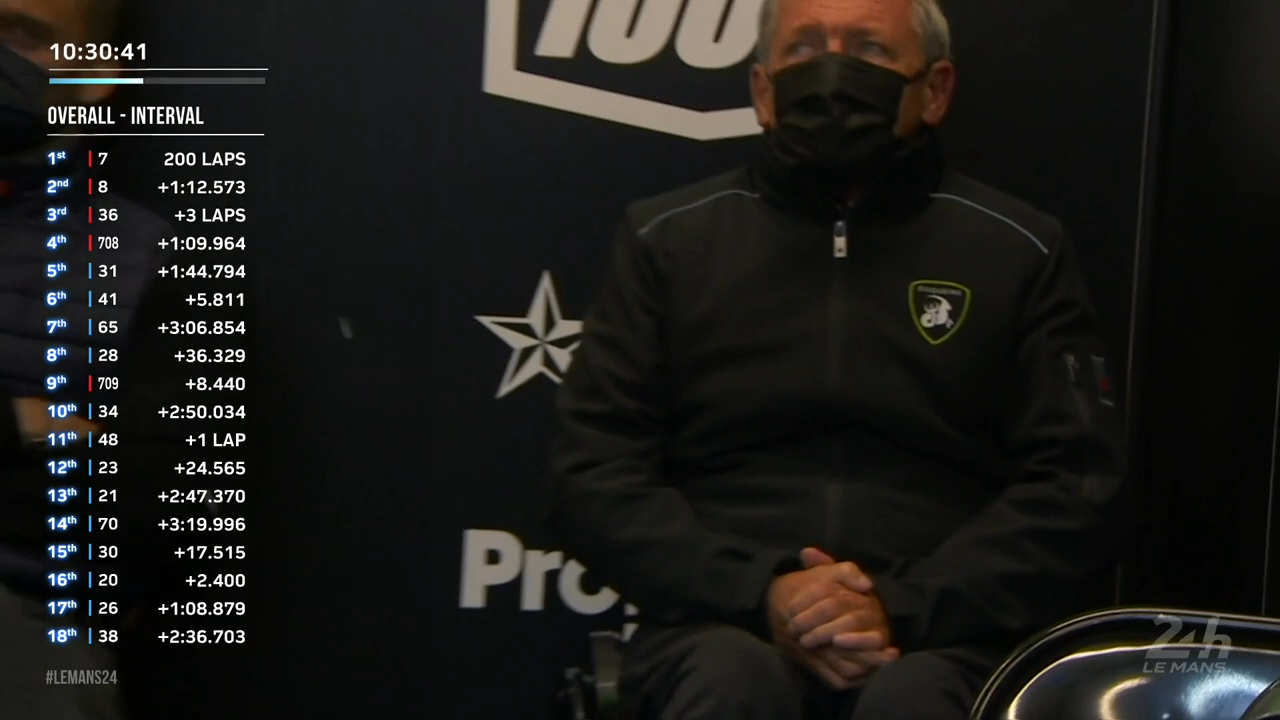 10:30:41
OVERALL - INTERVAL
1st 7 200 LAPS
2nd 8 +1:12.573
3rd 36 +3 LAPS
4th 708 +1:09.964
5th 31 +1:44.794
6th 41 +5.811
7th 65 +3:06.854
8th 28 +36.329
9th 709 +8.440
10th 34 +2:50.034
11th 48 +1 LAP
12th 23 +24.565
13th 21 +2:47.370
14th 70 +3:19.996
15th 30 +17.515
16th 20 +2.400
17th 26 +1:08.879
18th 38 +2:36.703
#LEMANS24
100
24h
LE MANS